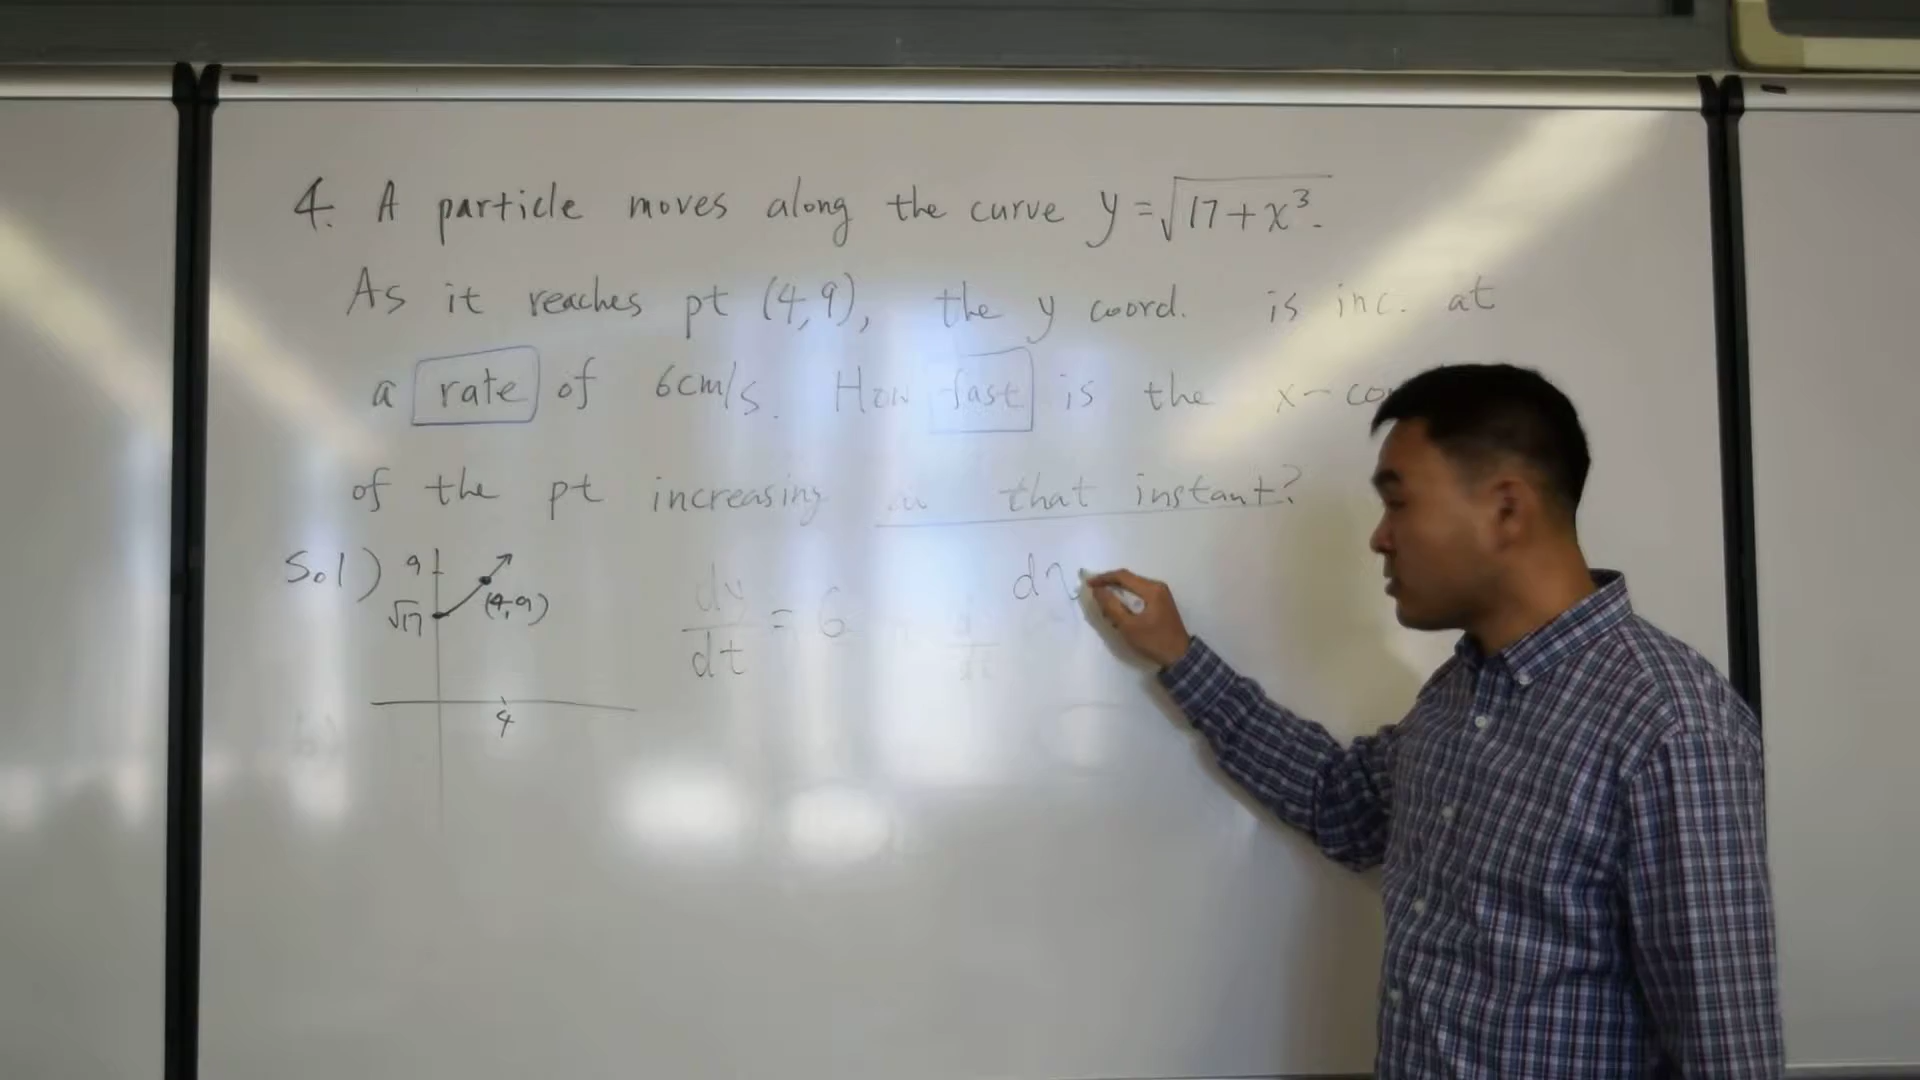 4. A particle moves along the curve y = √17 + x³.
As it reaches pt (4,9), the y coord. is inc. at
a rate of 6cm/s. How fast is the x-
of the pt increasing that instant?
Sol) 9
√17
(4,9)
4
dy/dt = 6